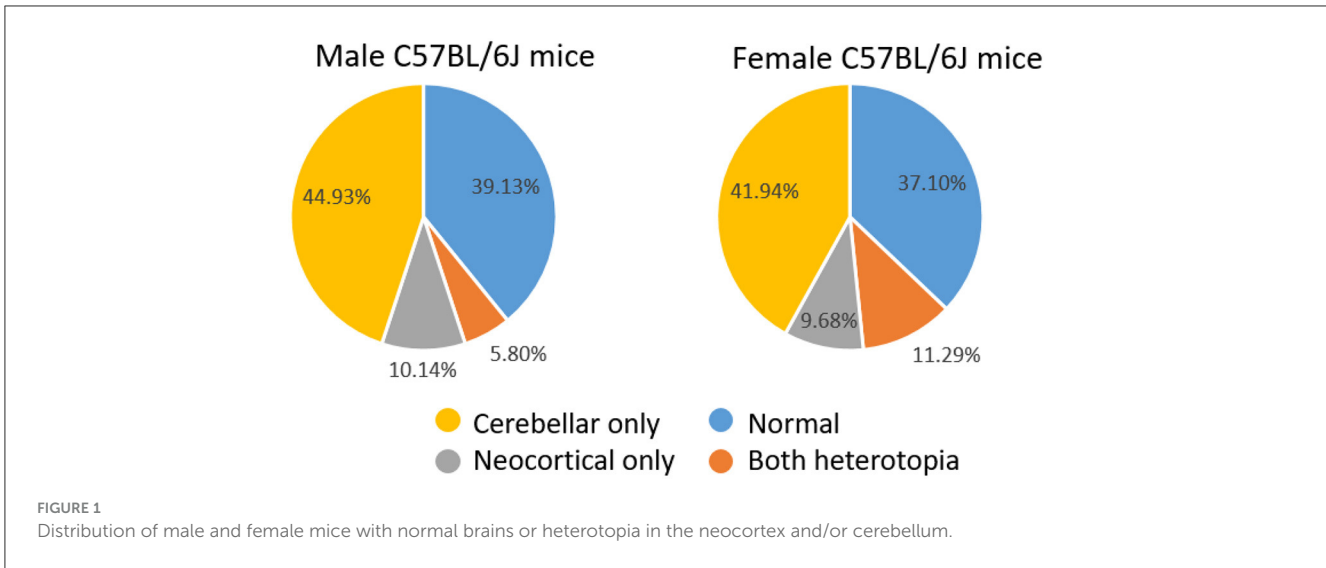 Male C57BL/6J mice
44.93%
39.13%
10.14%
5.80%
Female C57BL/6J mice
41.94%
37.10%
9.68%
11.29%
Cerebellar only
Normal
Neocortical only
Both heterotopia
FIGURE 1
Distribution of male and female mice with normal brains or heterotopia in the neocortex and/or cerebellum.